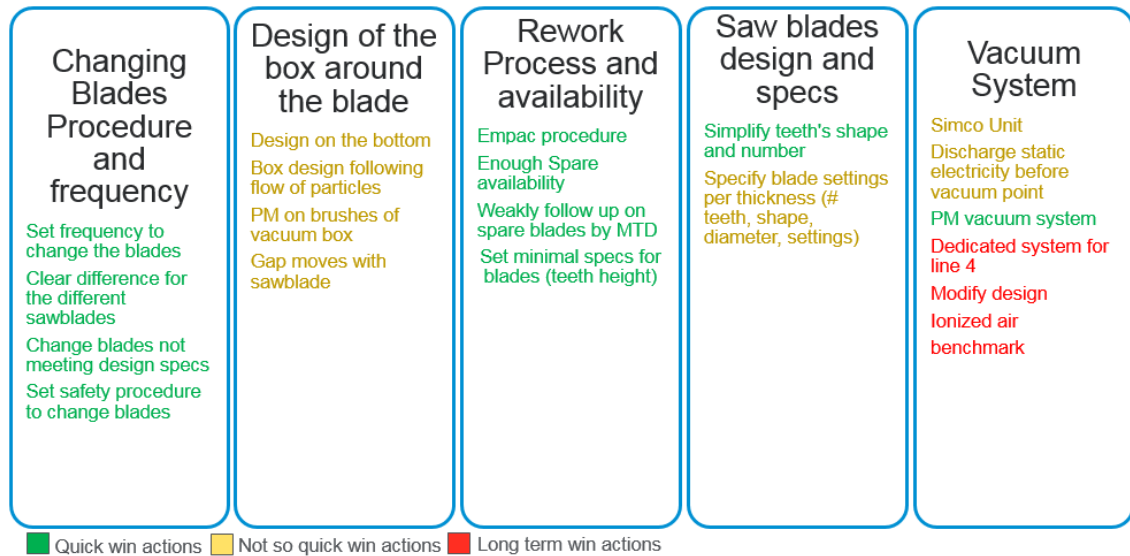 Changing
Blades
Procedure
and
frequency
Set frequency to
change the blades
Clear difference for
the different
sawblades
Change blades not
meeting design specs
Set safety procedure
to change blades
Design of the
box around
the blade
Design on the bottom
Box design following
flow of particles
PM on brushes of
vacuum box
Gap moves with
sawblade
Rework
Process and
availability
Empac procedure
Enough Spare
availability
Weakly follow up on
spare blades by MTD
Set minimal specs for
blades (teeth height)
Saw blades
design and
specs
Simplify teeth's shape
and number
Specify blade settings
per thickness (#
teeth, shape,
diameter, settings)
Vacuum
System
Simco Unit
Discharge static
electricity before
vacuum point
PM vacuum system
Dedicated system for
line 4
Modify design
Ionized air
benchmark
Quick win actions
Not so quick win actions
Long term win actions